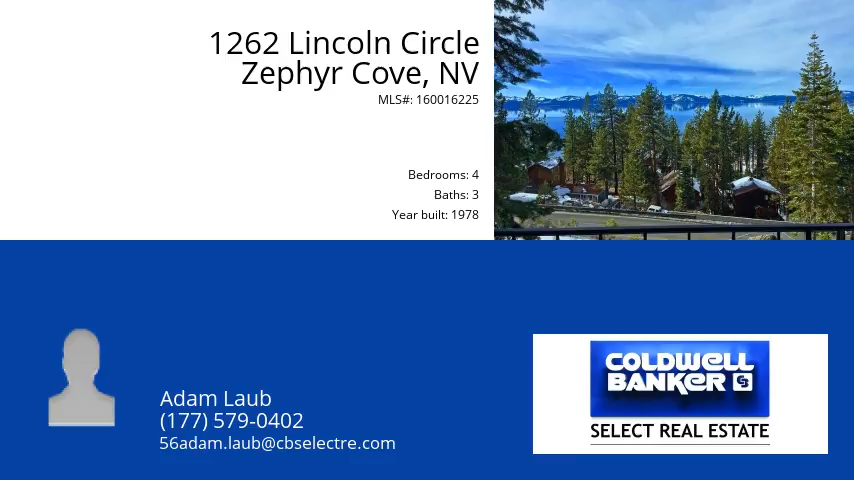 1262 Lincoln Circle
Zephyr Cove, NV
MLS#: 160016225
Bedrooms: 4
Baths: 3
Year built: 1978
Adam Laub
(177) 579-0402
56adam.laub@cbselectre.com
COLDWELL
BANKER CB
SELECT REAL ESTATE